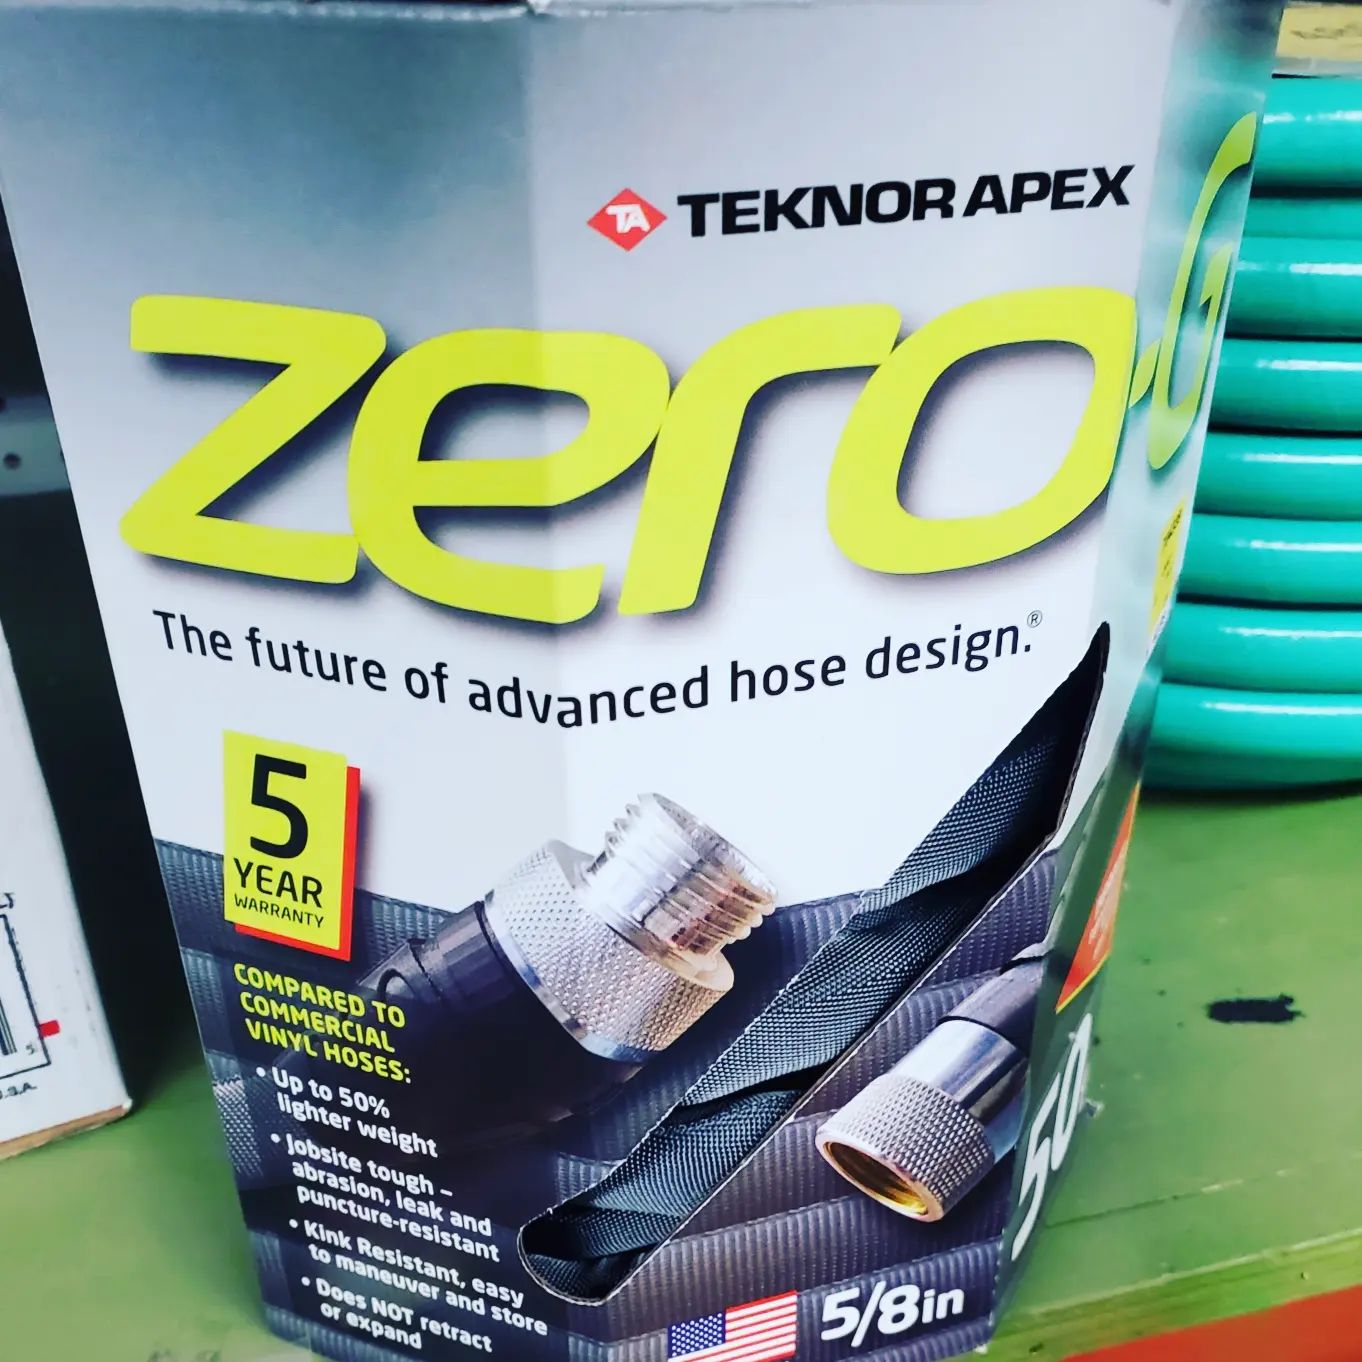 TA TEKNOR APEX
zero-G
The future of advanced hose design.®
5
YEAR
WARRANTY
COMPARED TO
COMMERCIAL
VINYL HOSES:
• Up to 50%
lighter weight
• Jobsite tough –
abrasion, leak and
puncture-resistant
• Kink Resistant, easy
to maneuver and store
• Does NOT retract
or expand
5/8in